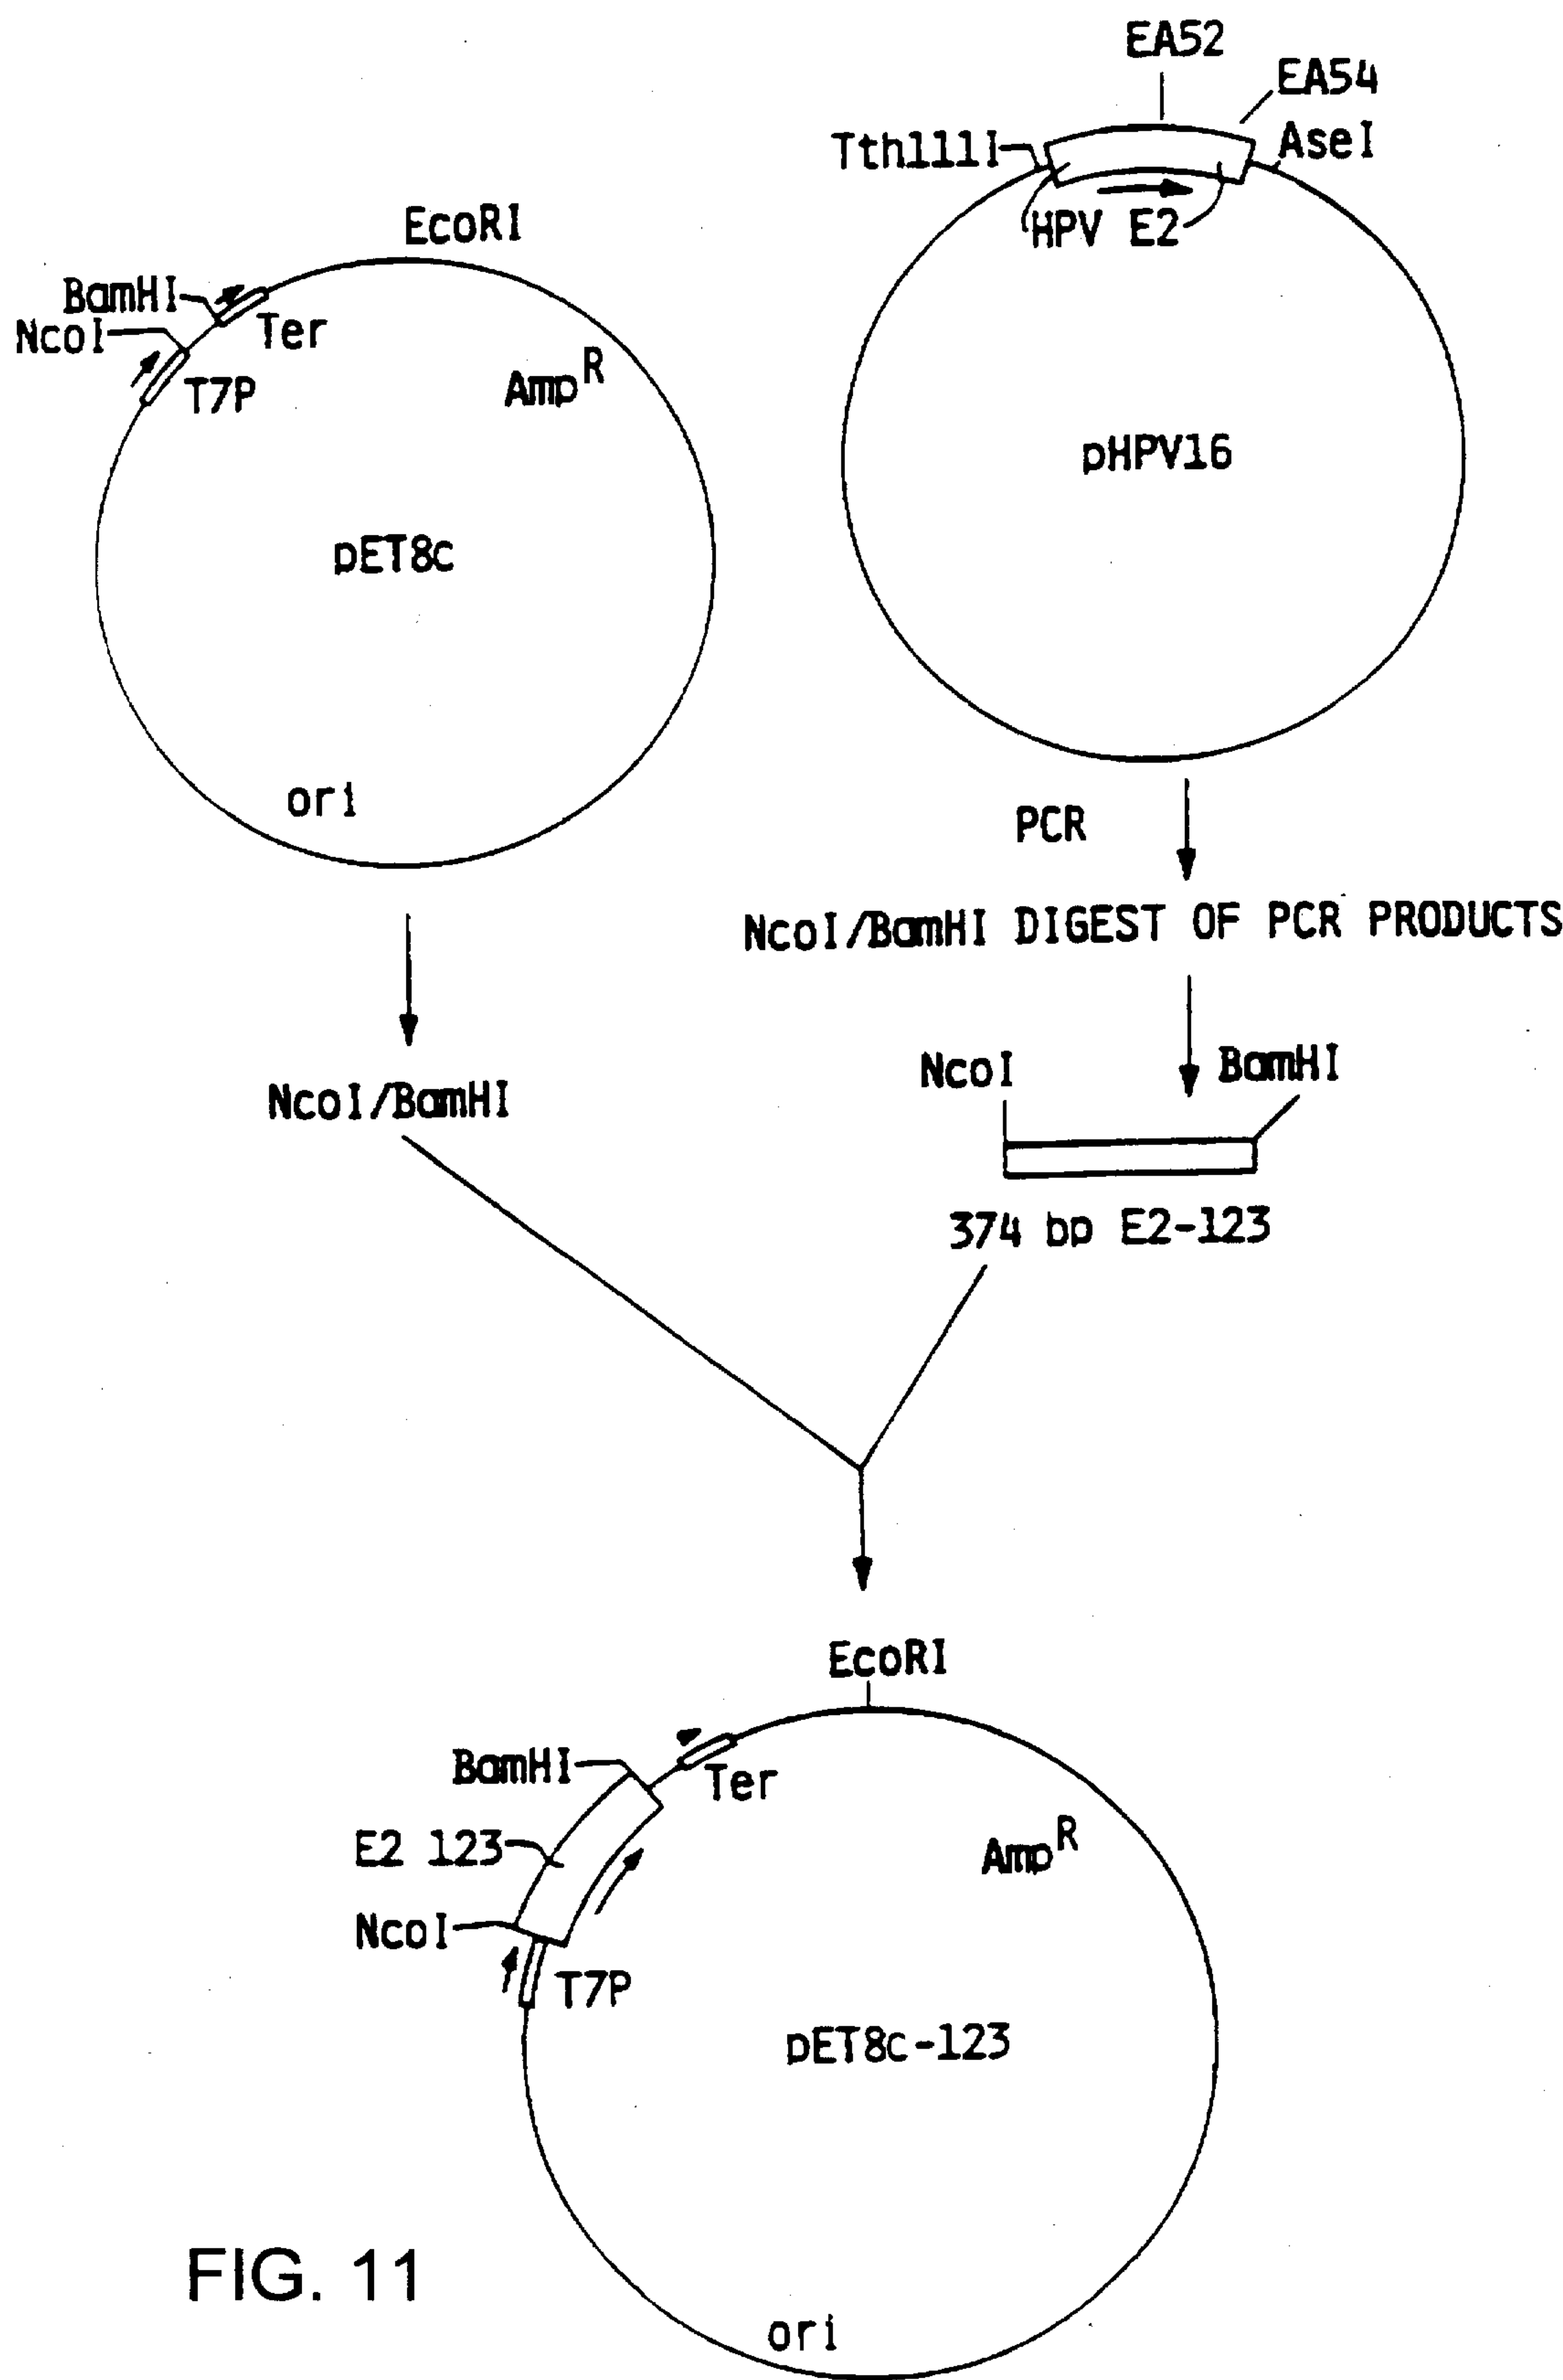 EA52
EA54
Tth111I
AseI
HPV E2
EcoRI
BamHI
NcoI
Ter
T7P
Amp^R
pHPV16
pET8c
ori
PCR
NcoI/BamHI DIGEST OF PCR PRODUCTS
NcoI/BamHI
NcoI
BamHI
374 bp E2-123
EcoRI
BamHI
Ter
E2 123
Amp^R
NcoI
T7P
pET8c-123
FIG. 11
ori